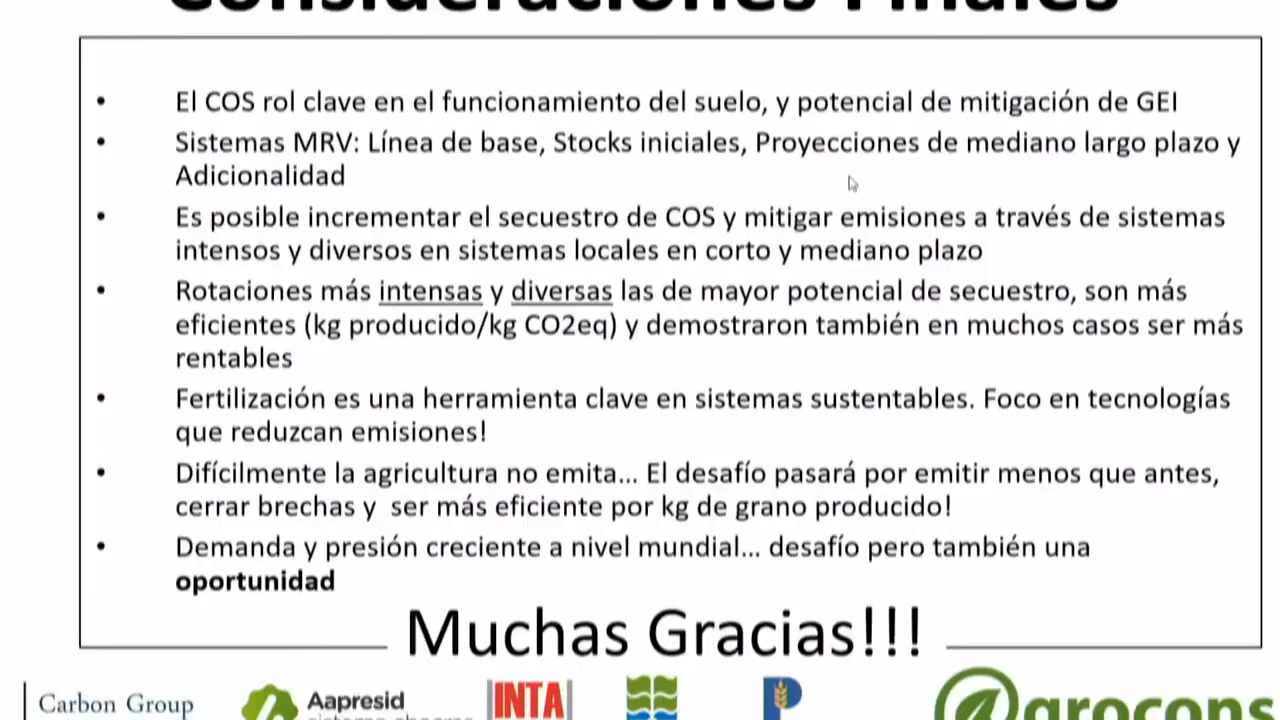 Consideraciones Finales
• El COS rol clave en el funcionamiento del suelo, y potencial de mitigación de GEI
• Sistemas MRV: Línea de base, Stocks iniciales, Proyecciones de mediano largo plazo y
Adicionalidad
• Es posible incrementar el secuestro de COS y mitigar emisiones a través de sistemas
intensos y diversos en sistemas locales en corto y mediano plazo
• Rotaciones más intensas y diversas las de mayor potencial de secuestro, son más
eficientes (kg producido/kg CO2eq) y demostraron también en muchos casos ser más
rentables
• Fertilización es una herramienta clave en sistemas sustentables. Foco en tecnologías
que reduzcan emisiones!
• Difícilmente la agricultura no emita... El desafío pasará por emitir menos que antes,
cerrar brechas y  ser más eficiente por kg de grano producido!
• Demanda y presión creciente a nivel mundial... desafío pero también una
oportunidad
Muchas Gracias!!!
Carbon Group Aapresid INTA P grocons